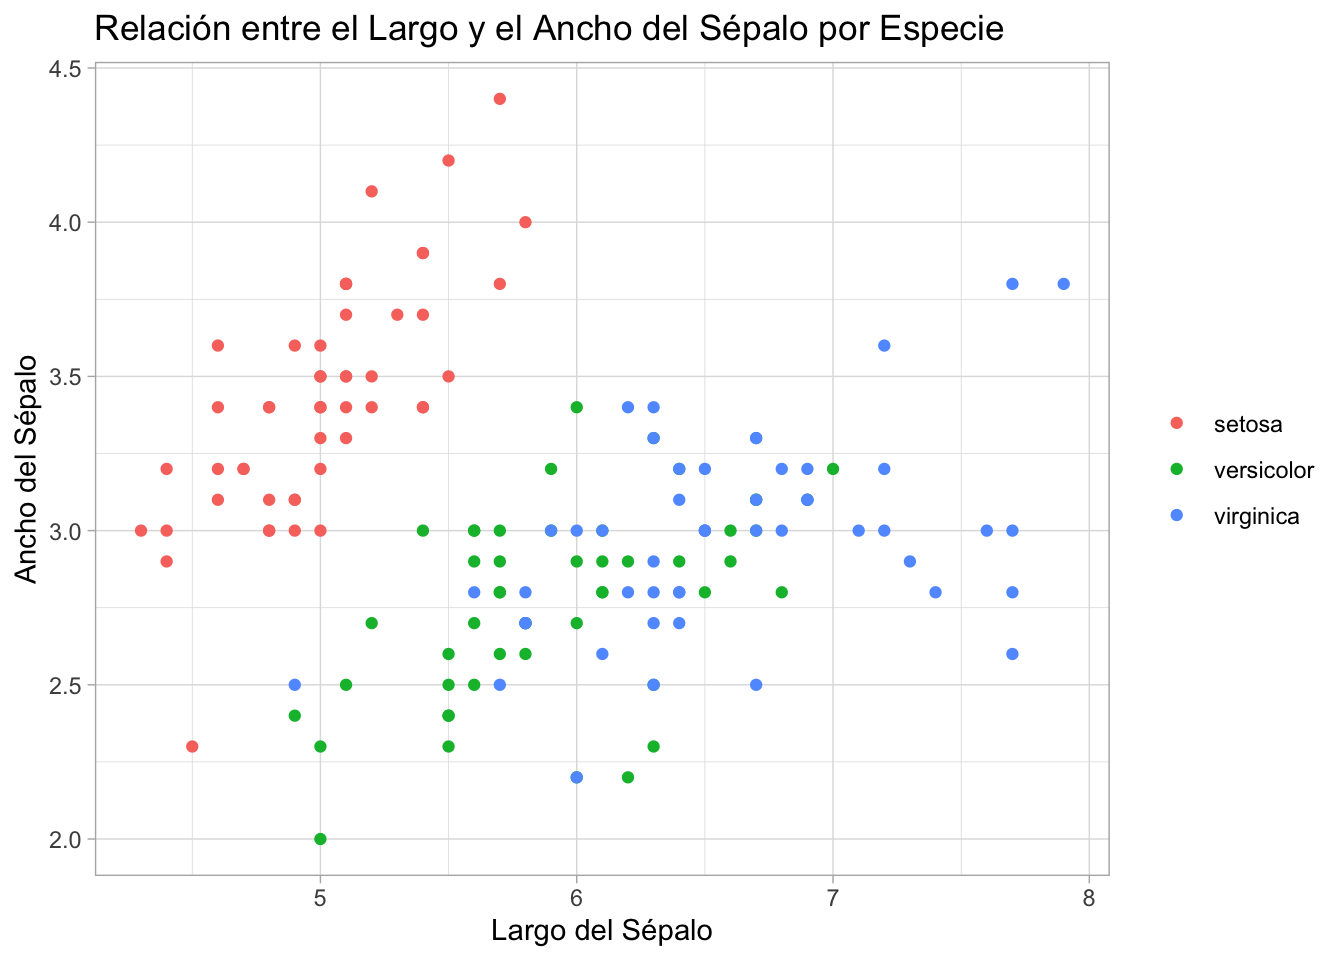 Relación entre el Largo y el Ancho del Sépalo por Especie
4.5
4.0
3.5
3.0
2.5
2.0
Ancho del Sépalo
5 6 7 8
Largo del Sépalo
setosa
versicolor
virginica